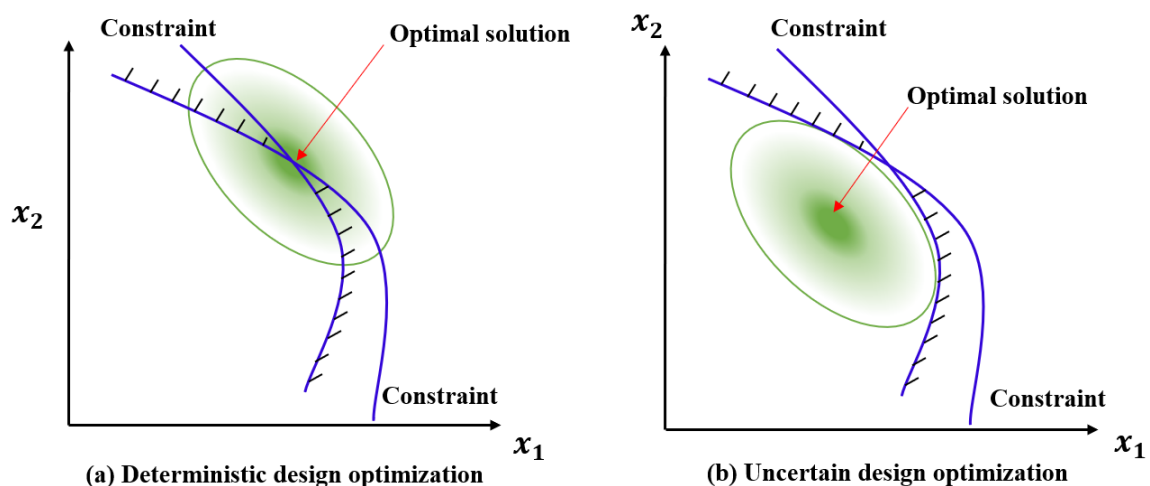 Constraint
Optimal solution
x₂
Constraint
x₁
(a) Deterministic design optimization
x₂
Constraint
Optimal solution
Constraint
x₁
(b) Uncertain design optimization